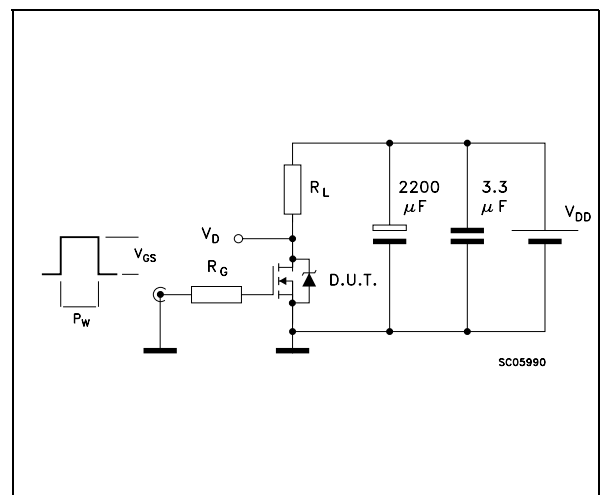 R_L
2200 μF
3.3 μF
V_DD
V_D
V_GS
R_G
D.U.T.
P_W
SC05990